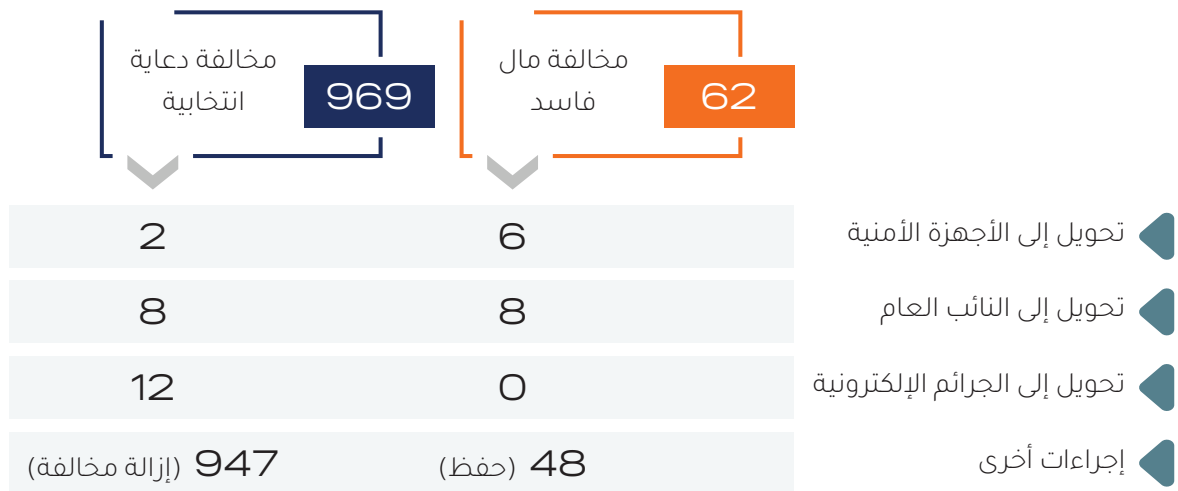 62
مخالفة مال
فاسد
969
مخالفة دعاية
انتخابية
تحويل إلى الأجهزة الأمنية 6 2
تحويل إلى النائب العام 8 8
تحويل إلى الجرائم الإلكترونية 0 12
إجراءات أخرى 48 (حفظ) 947 (إزالة مخالفة)